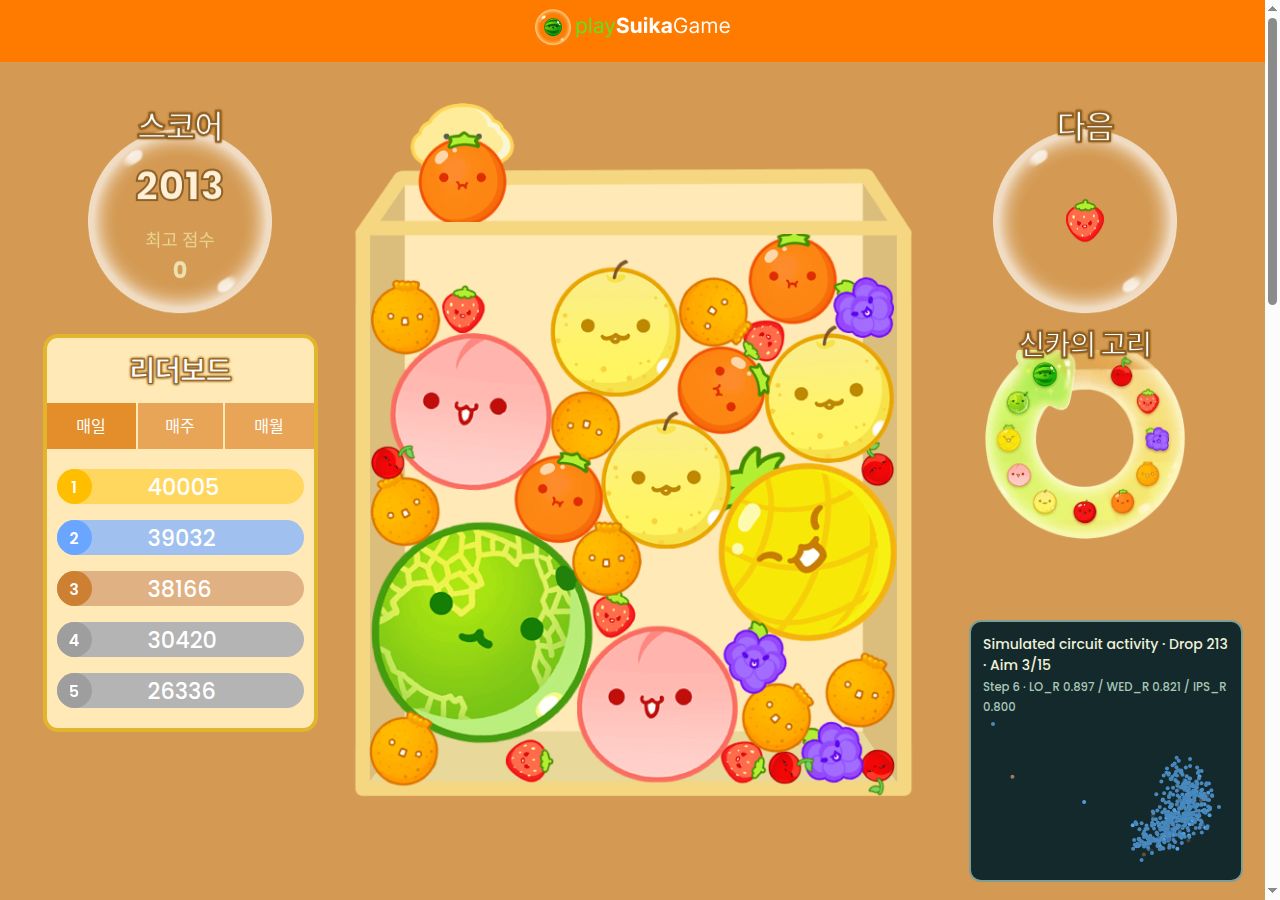 playSuikaGame
스코어
2013
최고 점수
0
다음
신카의 고리
리더보드
매일
매주
매월
1 40005
2 39032
3 38166
4 30420
5 26336
Simulated circuit activity · Drop 213
· Aim 3/15
Step 6 · LO_R 0.897 / WED_R 0.821 / IPS_R
0.800